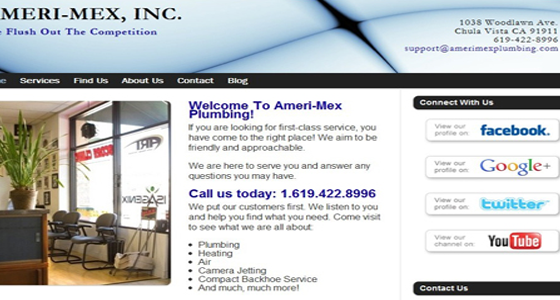 AMERI-MEX, INC.
Flush Out The Competition
1038 Woodlawn Ave.
Chula Vista CA 91911
619-422-8996
support@amerimexplumbing.com
Services Find Us About Us Contact Blog
Welcome To Ameri-Mex
Plumbing!
If you are looking for first-class service, you
have come to the right place! We aim to be
friendly and approachable.
We are here to serve you and answer any
questions you may have.
Call us today: 1.619.422.8996
We put our customers first. We listen to you
and help you find what you need. Come visit
to see what we are all about:
Plumbing
Heating
Air
Camera Jetting
Compact Backhoe Service
And much, much more!
ART
ISAGENIX
Connect With Us
View our
profile on:
facebook.
View our
profile on:
Google+
View our
profile on:
twitter
View our
channel on:
YouTube
Contact Us